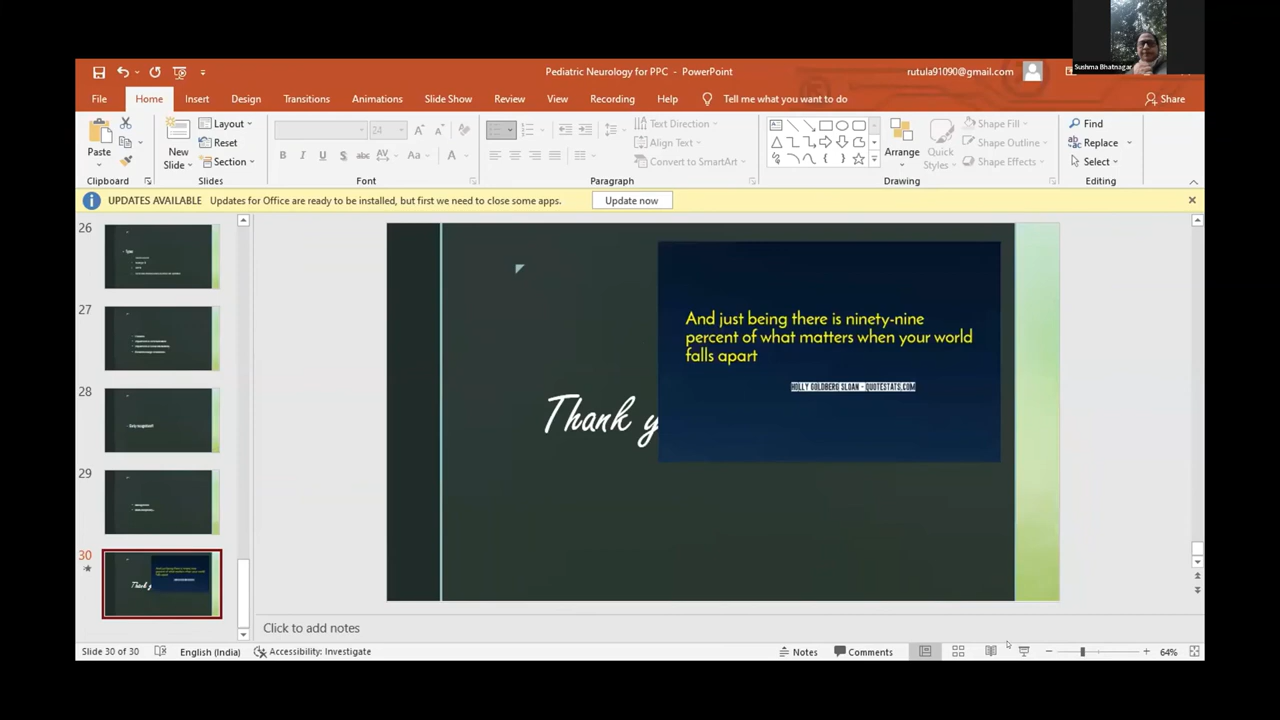 Sushma Bhatnagar
Pediatric Neurology for PPC - PowerPoint
rutula91090@gmail.com
File Home Insert Design Transitions Animations Slide Show Review View Recording Help Tell me what you want to do Share
Paste
Clipboard
New Slide
Layout
Reset
Section
Slides
24
B I U S abc AV Aa A
Font
Text Direction
Align Text
Convert to SmartArt
Paragraph
Arrange
Quick Styles
Shape Fill
Shape Outline
Shape Effects
Drawing
Find
Replace
Select
Editing
UPDATES AVAILABLE Updates for Office are ready to be installed, but first we need to close some apps. Update now
26
27
28
29
30
And just being there is ninety-nine
percent of what matters when your world
falls apart
HOLLY GOLDBERG SLOAN - QUOTESTATS.COM
Thank y
Click to add notes
Slide 30 of 30 English (India) Accessibility: Investigate Notes Comments 64%